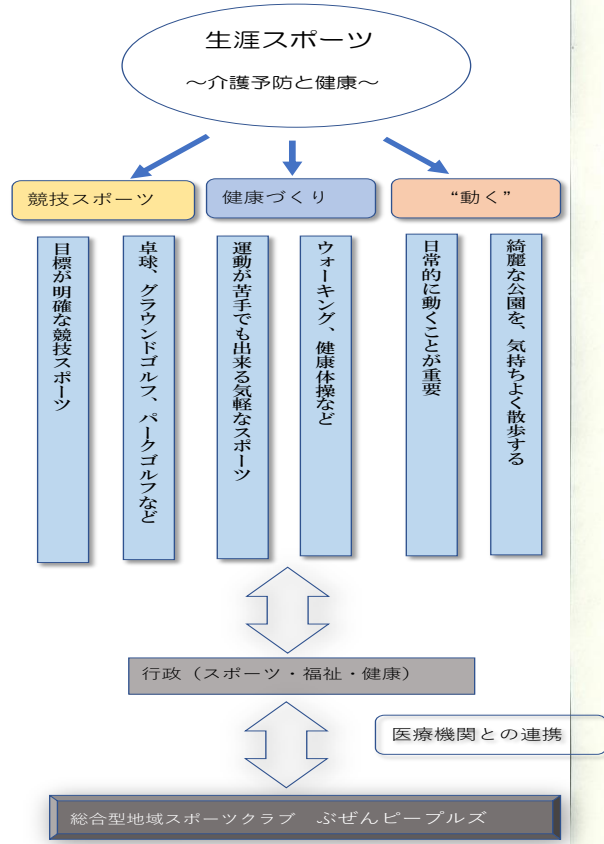 生涯スポーツ
～介護予防と健康～
競技スポーツ
健康づくり
“動く”
目標が明確な競技スポーツ
卓球、グラウンドゴルフ、パークゴルフなど
運動が苦手でも出来る気軽なスポーツ
ウォーキング、健康体操など
日常的に動くことが重要
綺麗な公園を、気持ちよく散歩する
行政（スポーツ・福祉・健康）
医療機関との連携
総合型地域スポーツクラブ　ぶぜんピープルズ